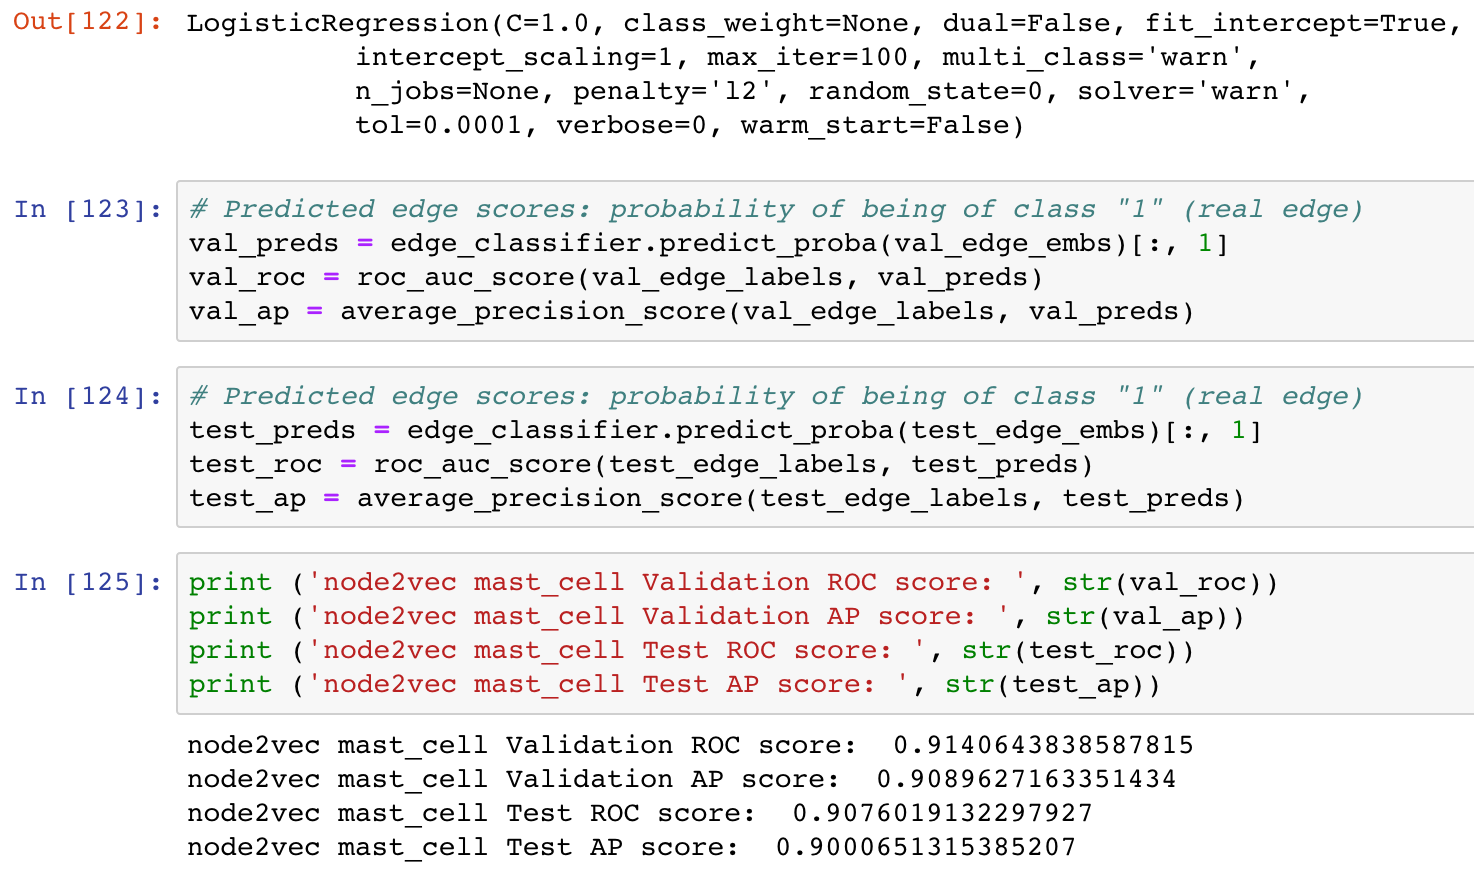 Out[122]: LogisticRegression(C=1.0, class_weight=None, dual=False, fit_intercept=True,
intercept_scaling=1, max_iter=100, multi_class='warn',
n_jobs=None, penalty='l2', random_state=0, solver='warn',
tol=0.0001, verbose=0, warm_start=False)
In [123]: # Predicted edge scores: probability of being of class "1" (real edge)
val_preds = edge_classifier.predict_proba(val_edge_embs)[:, 1]
val_roc = roc_auc_score(val_edge_labels, val_preds)
val_ap = average_precision_score(val_edge_labels, val_preds)
In [124]: # Predicted edge scores: probability of being of class "1" (real edge)
test_preds = edge_classifier.predict_proba(test_edge_embs)[:, 1]
test_roc = roc_auc_score(test_edge_labels, test_preds)
test_ap = average_precision_score(test_edge_labels, test_preds)
In [125]: print ('node2vec mast_cell Validation ROC score: ', str(val_roc))
print ('node2vec mast_cell Validation AP score: ', str(val_ap))
print ('node2vec mast_cell Test ROC score: ', str(test_roc))
print ('node2vec mast_cell Test AP score: ', str(test_ap))
node2vec mast_cell Validation ROC score:  0.9140643838587815
node2vec mast_cell Validation AP score:  0.9089627163351434
node2vec mast_cell Test ROC score:  0.9076019132297927
node2vec mast_cell Test AP score:  0.9000651315385207